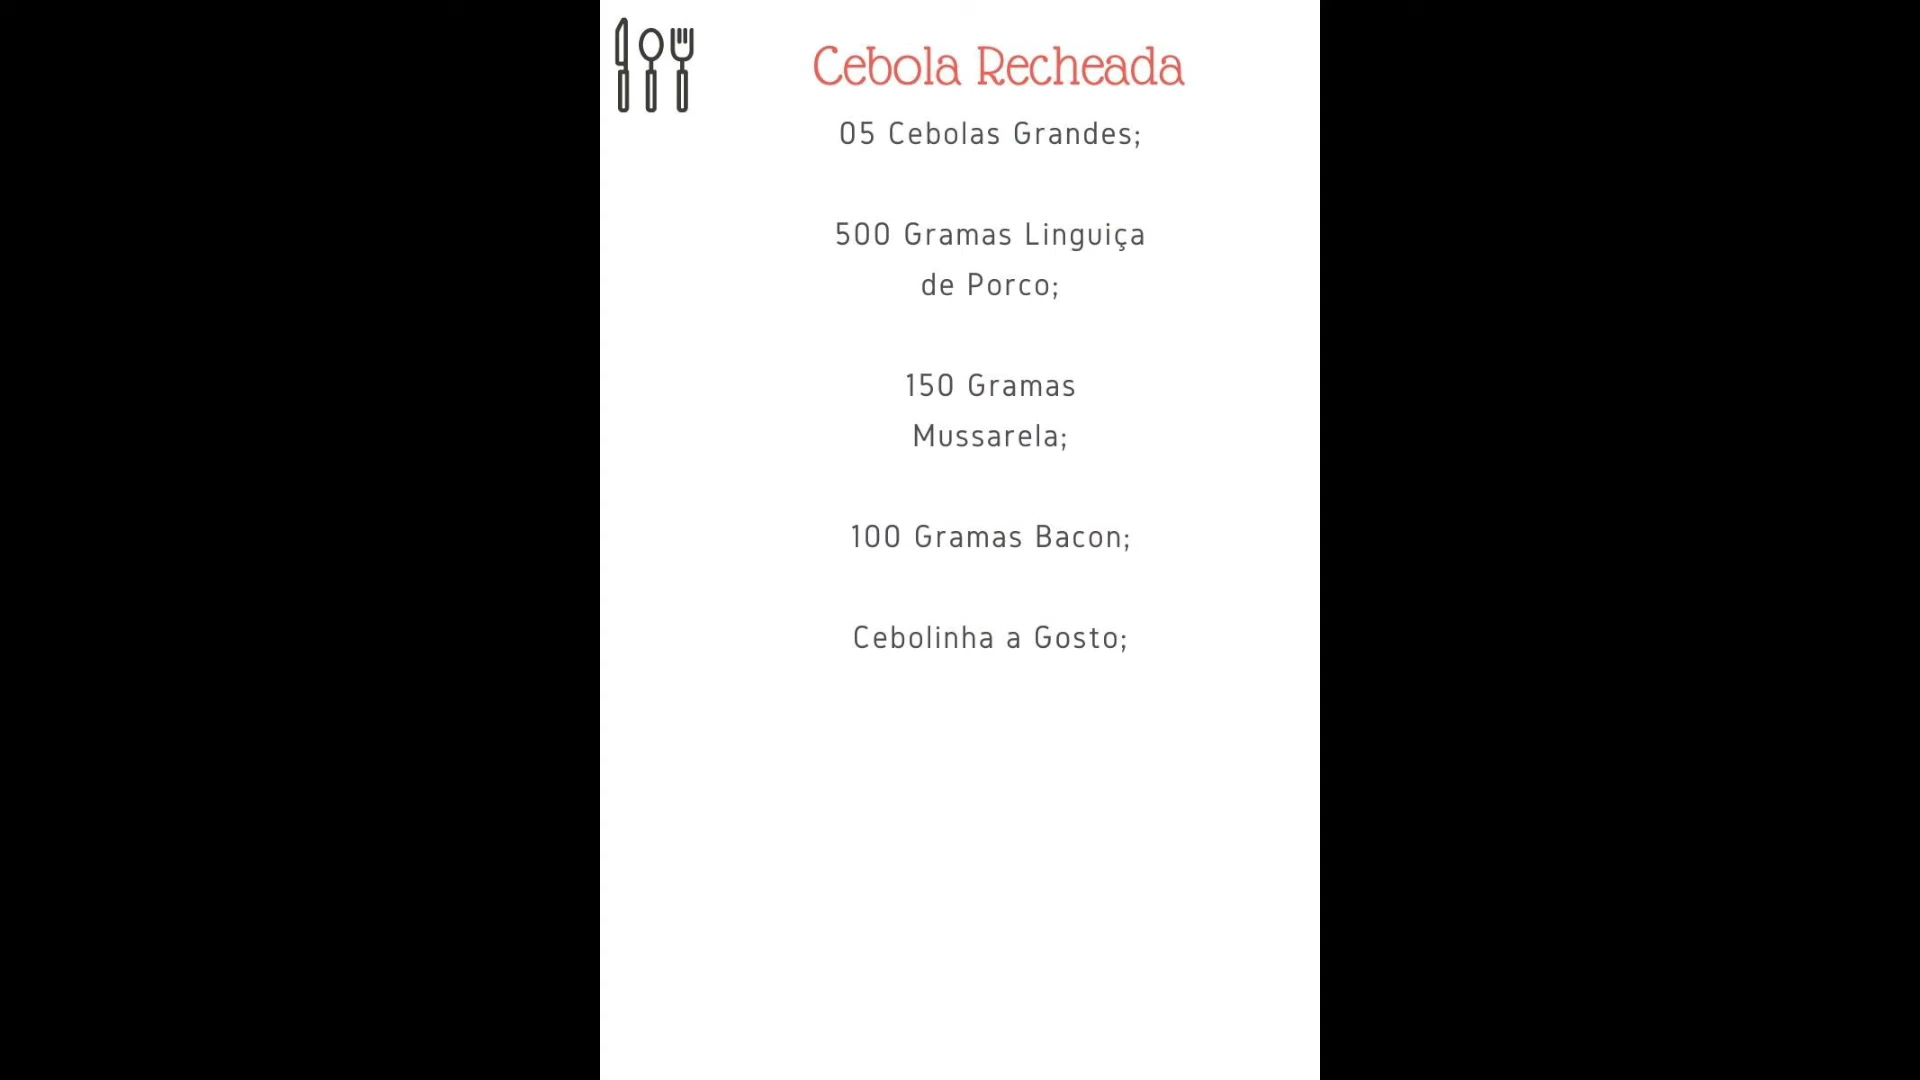 Cebola Recheada
05 Cebolas Grandes;
500 Gramas Linguiça
de Porco;
150 Gramas
Mussarela;
100 Gramas Bacon;
Cebolinha a Gosto;